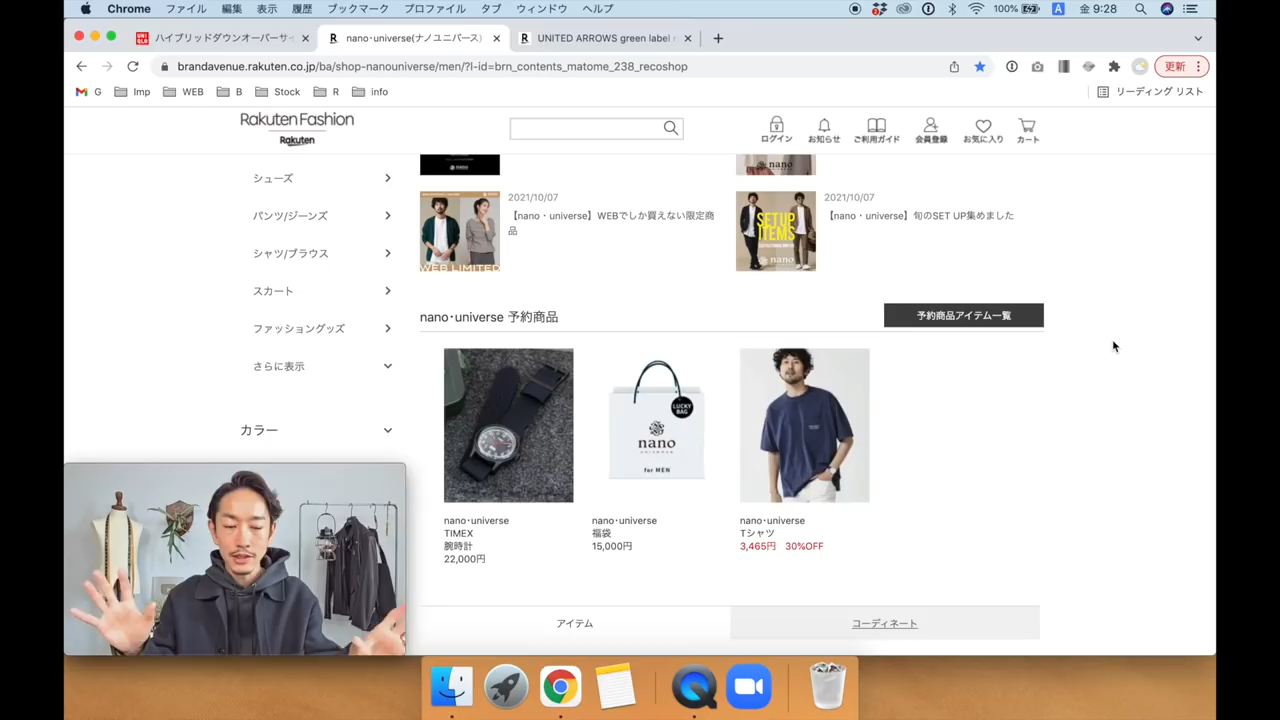 Chrome ファイル 編集 表示 履歴 ブックマーク プロファイル タブ ウィンドウ ヘルプ 100% A 金 9:28
ハイブリッドダウンオーバーサイ nano・universe(ナノユニバース) UNITED ARROWS green label r
brandavenue.rakuten.co.jp/ba/shop-nanouniverse/men/?l-id=brn_contents_matome_238_recoshop 更新
G Imp WEB B Stock R info リーディング リスト
Rakuten Fashion
Rakuten
ログイン お知らせ ご利用ガイド 会員登録 お気に入り カート
nano
シューズ
パンツ/ジーンズ
シャツ/ブラウス
スカート
ファッショングッズ
さらに表示
カラー
2021/10/07
【nano・universe】WEBでしか買えない限定商
品
WEB LIMITED
2021/10/07
【nano・universe】旬のSET UP集めました
SETUP
ITEMS
nano
nano・universe 予約商品
予約商品アイテム一覧
LUCKY
BAG
nano
UNIVERSE
for MEN
nano・universe
TIMEX
腕時計
22,000円
nano・universe
福袋
15,000円
nano・universe
Tシャツ
3,465円 30%OFF
アイテム
コーディネート